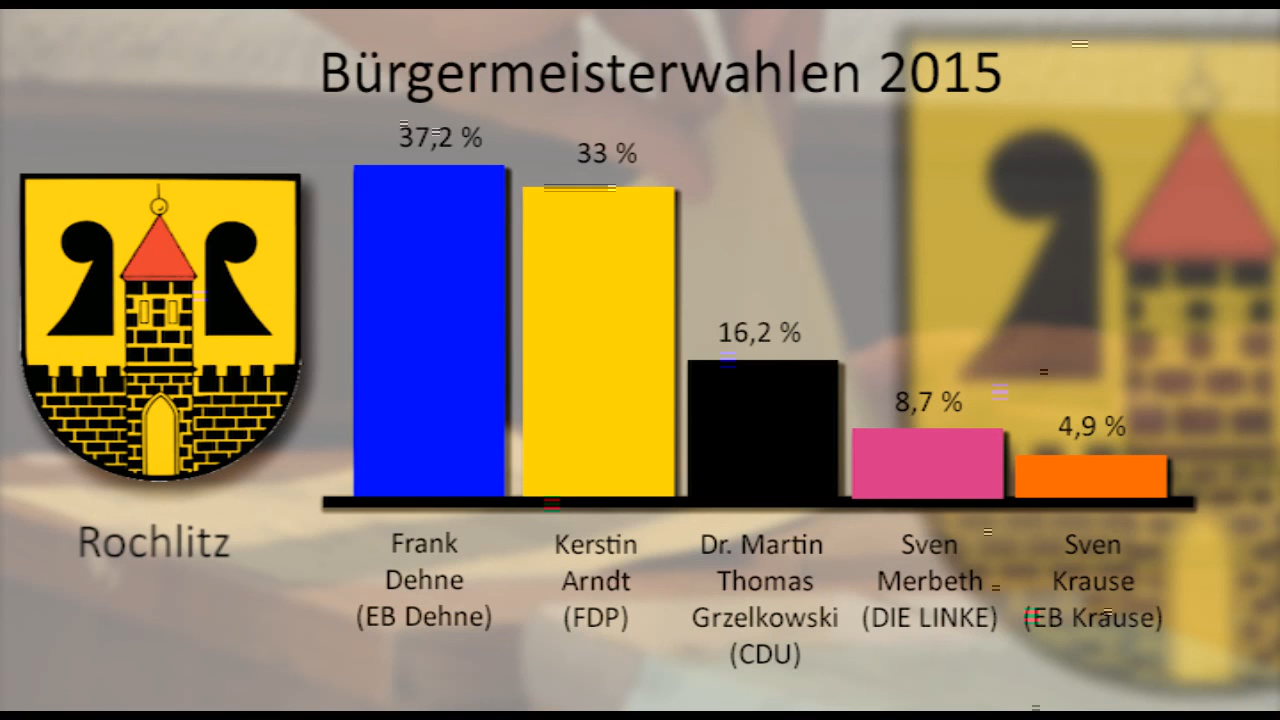 Bürgermeisterwahlen 2015
37,2 %
33 %
16,2 %
8,7 %
4,9 %
Rochlitz
Frank
Dehne
(EB Dehne)
Kerstin
Arndt
(FDP)
Dr. Martin
Thomas
Grzelkowski
(CDU)
Sven
Merbeth
(DIE LINKE)
Sven
Krause
(EB Krause)